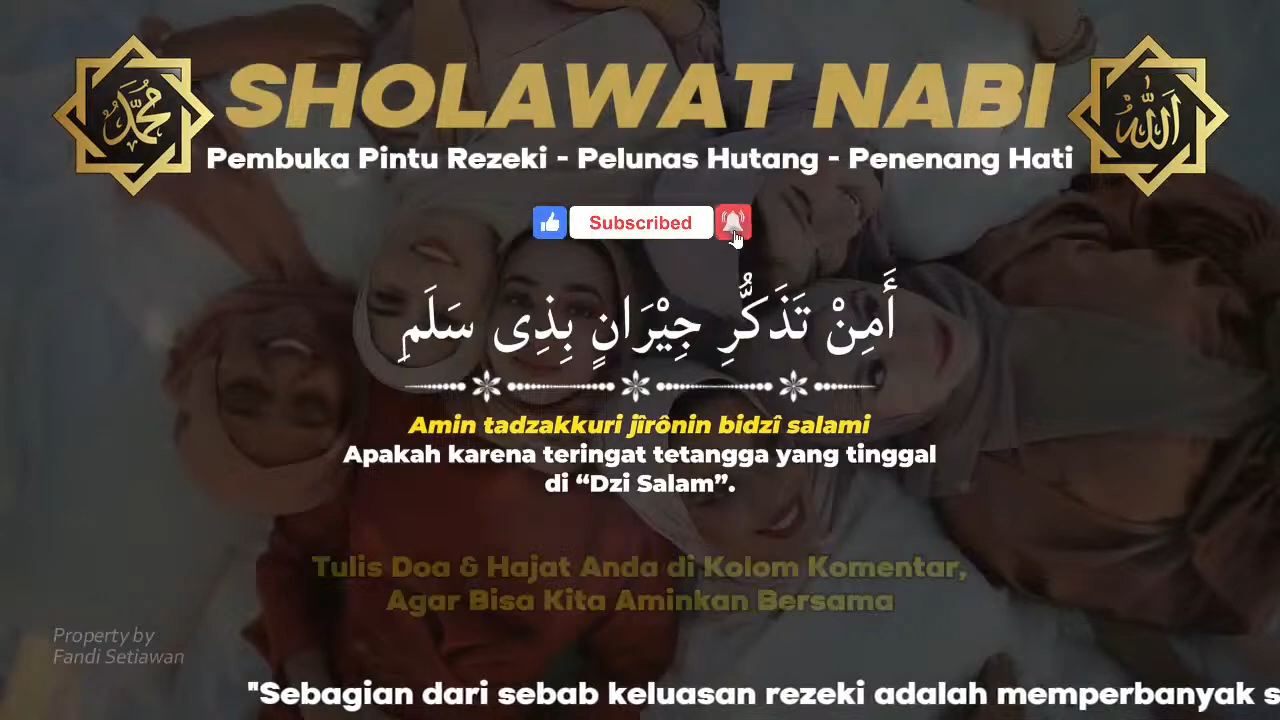 محمد
SHOLAWAT NABI
الله
Pembuka Pintu Rezeki - Pelunas Hutang - Penenang Hati
Subscribed
أَمِنْ تَذَكُّرِ جِيْرَانٍ بِذِى سَلَمِ
Amin tadzakkuri jîrônin bidzî salami
Apakah karena teringat tetangga yang tinggal
di “Dzi Salam”.
Tulis Doa & Hajat Anda di Kolom Komentar,
Agar Bisa Kita Aminkan Bersama
Property by
Fandi Setiawan
"Sebagian dari sebab keluasan rezeki adalah memperbanyak s